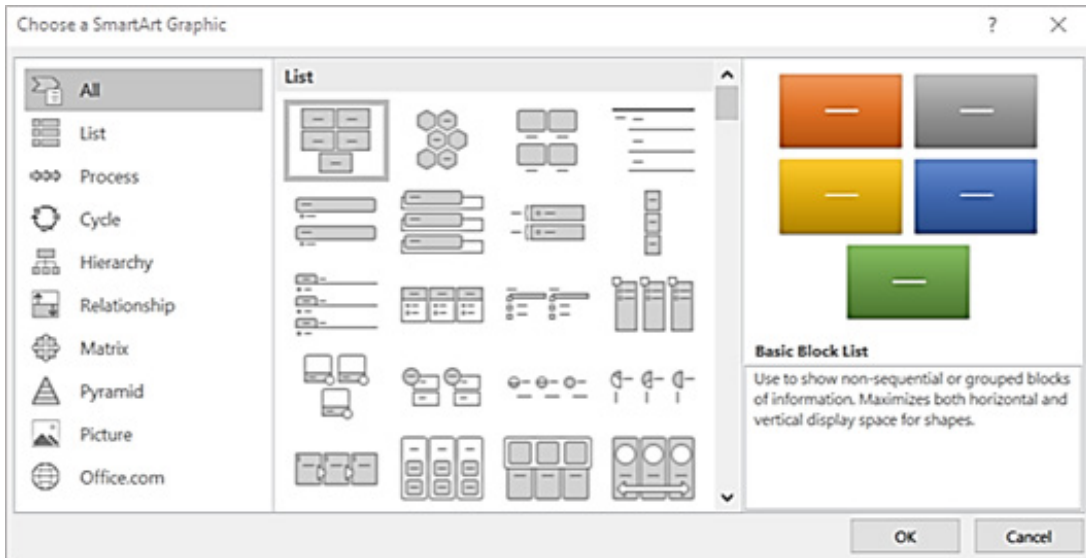 Choose a SmartArt Graphic
?
All
List
Process
Cycle
Hierarchy
Relationship
Matrix
Pyramid
Picture
Office.com
List
Basic Block List
Use to show non-sequential or grouped blocks
of information. Maximizes both horizontal and
vertical display space for shapes.
OK
Cancel